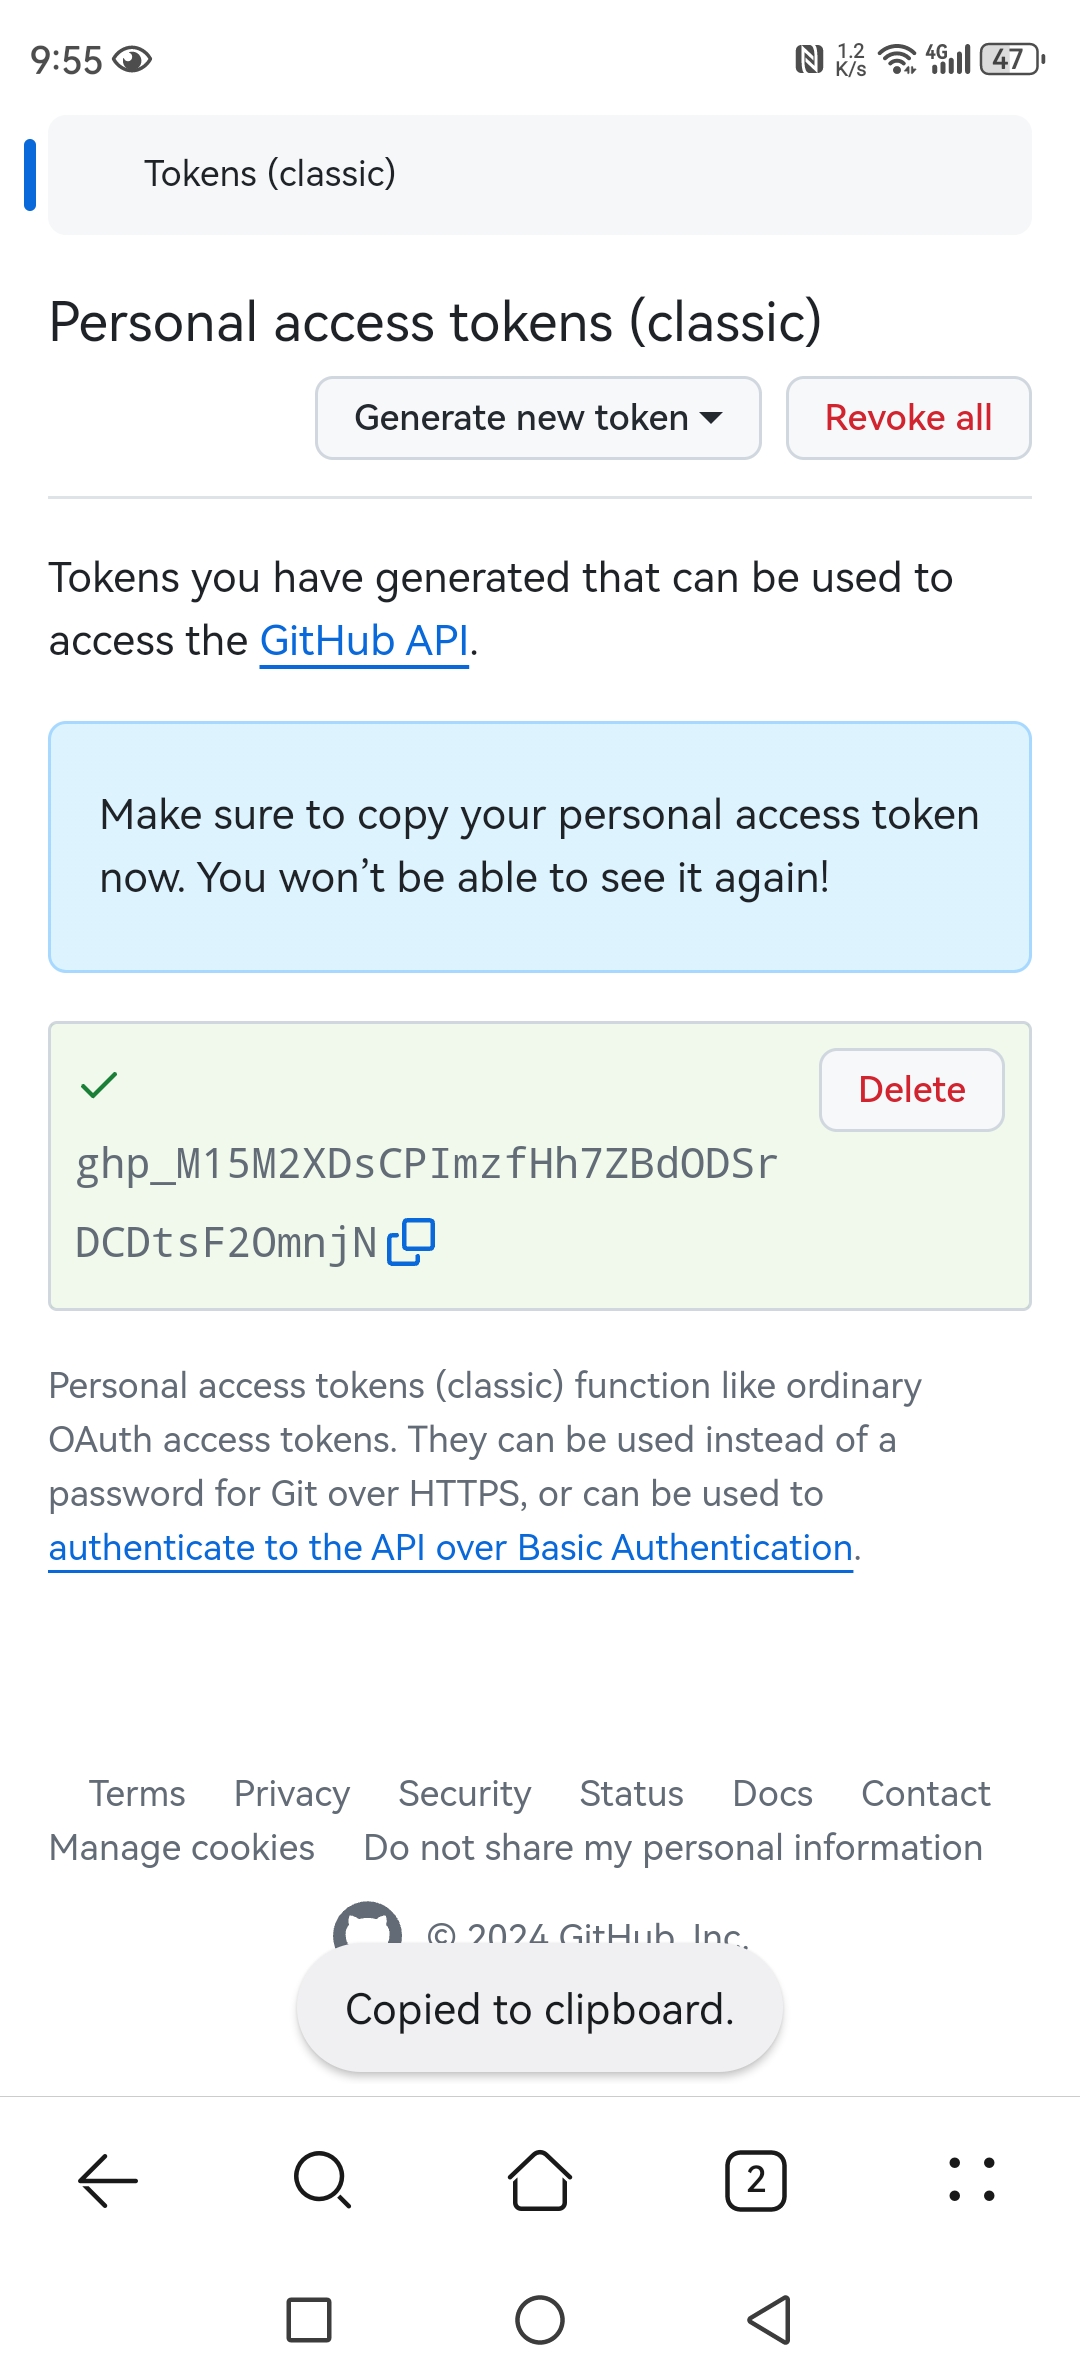 9:55
1.2
K/s
4G
47
Tokens (classic)
Personal access tokens (classic)
Generate new token
Revoke all
Tokens you have generated that can be used to
access the GitHub API.
Make sure to copy your personal access token
now. You won’t be able to see it again!
Delete
ghp_M15M2XDsCPImzfHh7ZBdODSr
DCDtsF2OmnjN
Personal access tokens (classic) function like ordinary
OAuth access tokens. They can be used instead of a
password for Git over HTTPS, or can be used to
authenticate to the API over Basic Authentication.
Terms Privacy Security Status Docs Contact
Manage cookies Do not share my personal information
© 2024 GitHub, Inc.
Copied to clipboard.
2